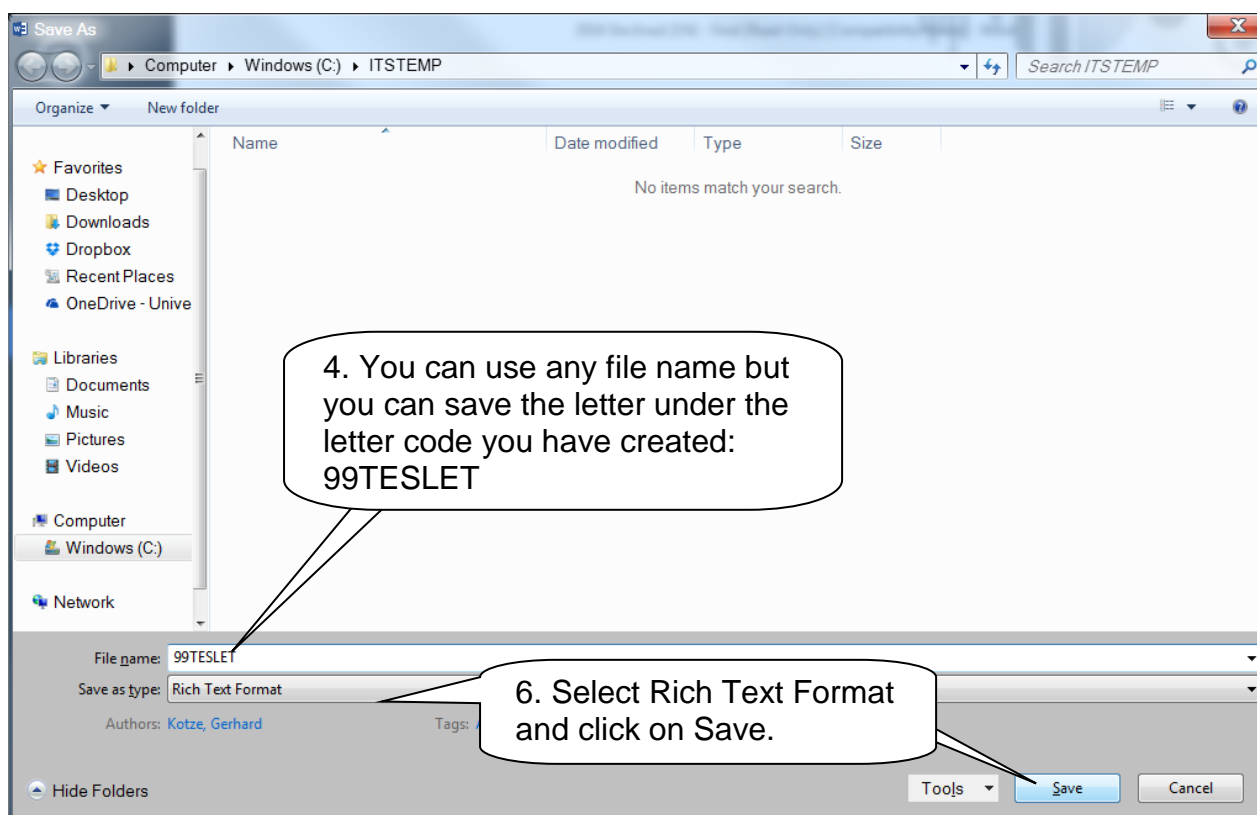 Save As
Computer ▸ Windows (C:) ▸ ITSTEMP
Search ITSTEMP
Organize ▼ New folder
Name Date modified Type Size
No items match your search.
Favorites
Desktop
Downloads
Dropbox
Recent Places
OneDrive - Unive
Libraries
Documents
Music
Pictures
Videos
Computer
Windows (C:)
Network
4. You can use any file name but
you can save the letter under the
letter code you have created:
99TESLET
File name: 99TESLET
Save as type: Rich Text Format
Authors: Kotze, Gerhard Tags:
6. Select Rich Text Format
and click on Save.
Hide Folders Tools ▼ Save Cancel